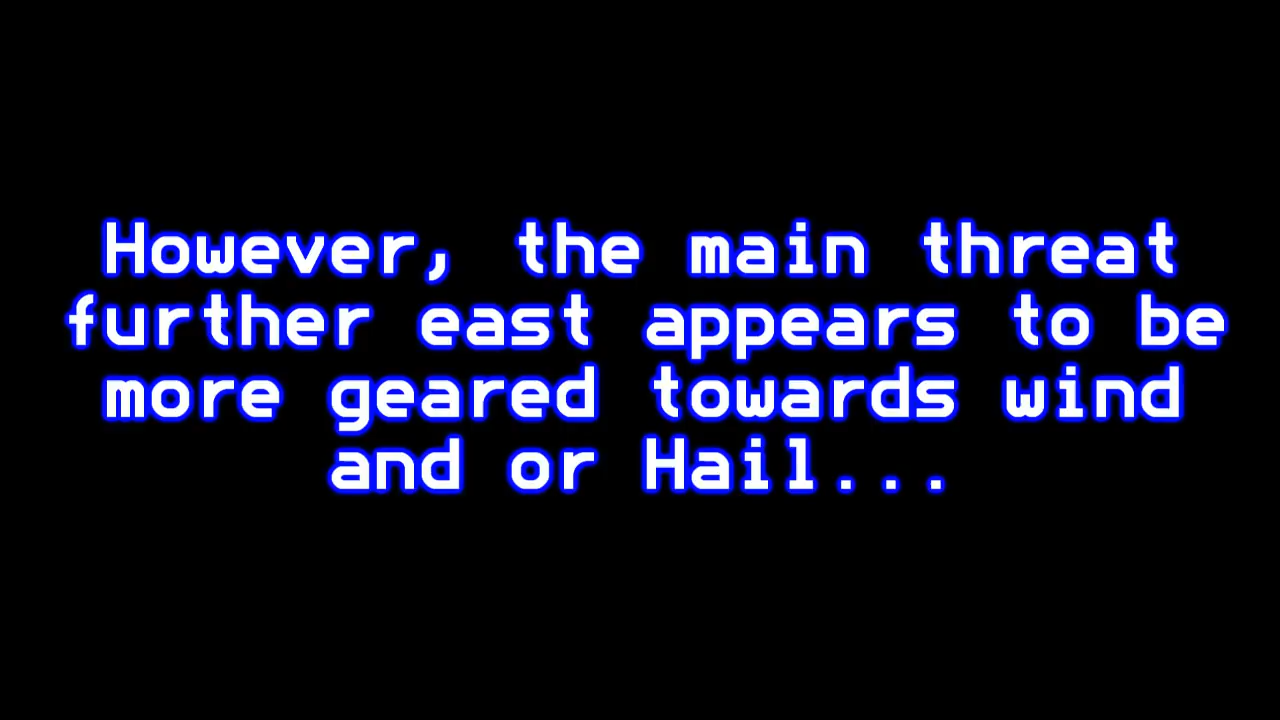 However, the main threat
further east appears to be
more geared towards wind
and or Hail...